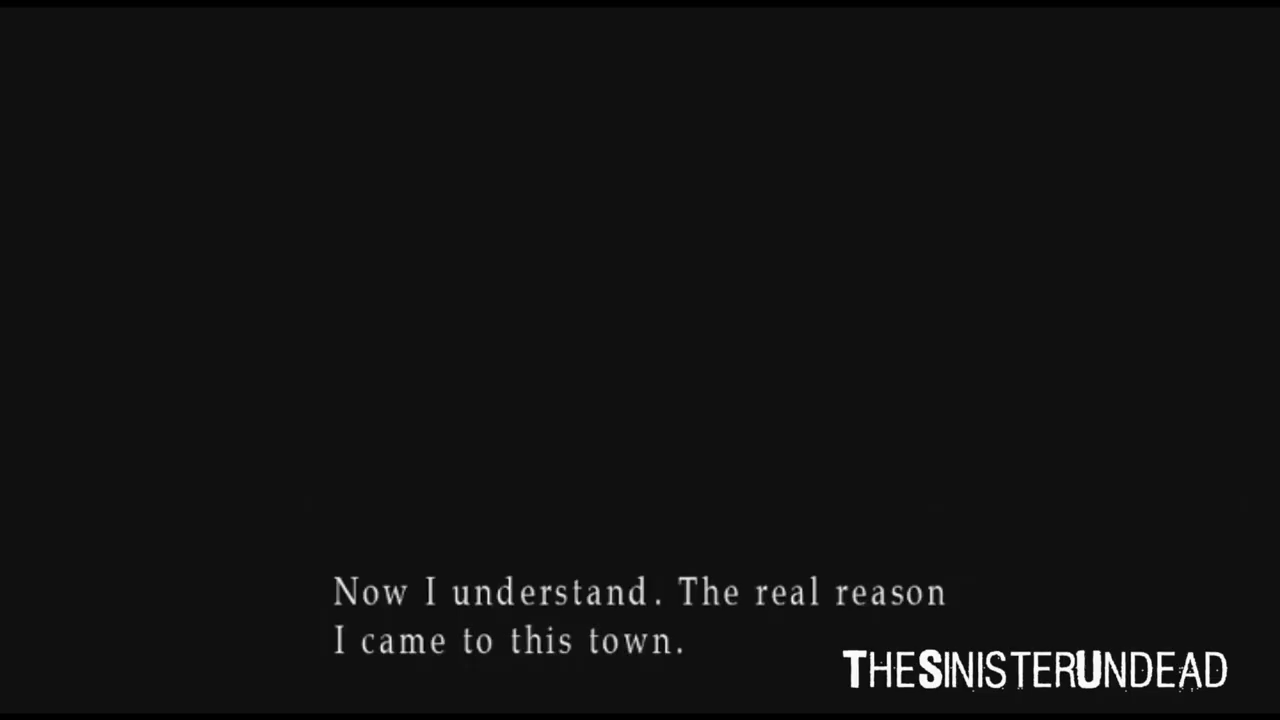 Now I understand. The real reason
I came to this town.
THESINISTERUNDEAD